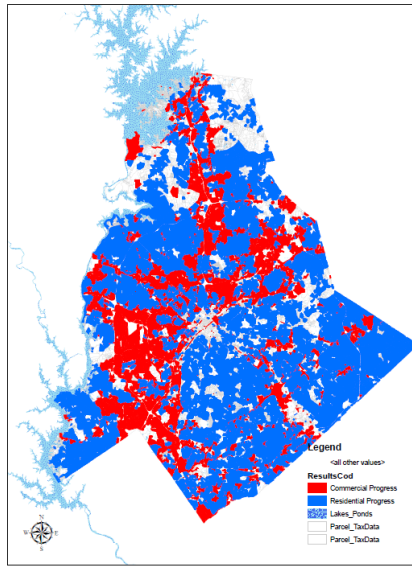 Legend
<all other values>
ResultsCod
Commercial Progress
Residential Progress
Lakes_Ponds
Parcel_TaxData
Parcel_TaxData
N
W
E
S